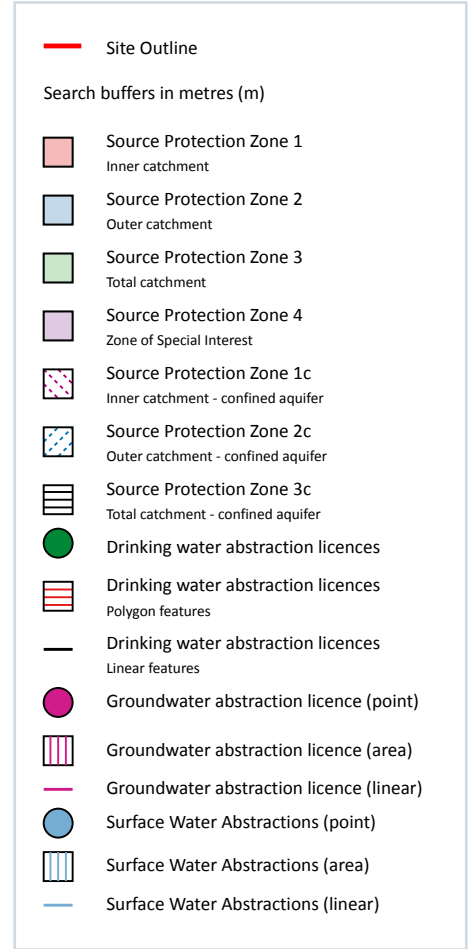 Site Outline
Search buffers in metres (m)
Source Protection Zone 1
Inner catchment
Source Protection Zone 2
Outer catchment
Source Protection Zone 3
Total catchment
Source Protection Zone 4
Zone of Special Interest
Source Protection Zone 1c
Inner catchment - confined aquifer
Source Protection Zone 2c
Outer catchment - confined aquifer
Source Protection Zone 3c
Total catchment - confined aquifer
Drinking water abstraction licences
Drinking water abstraction licences
Polygon features
Drinking water abstraction licences
Linear features
Groundwater abstraction licence (point)
Groundwater abstraction licence (area)
Groundwater abstraction licence (linear)
Surface Water Abstractions (point)
Surface Water Abstractions (area)
Surface Water Abstractions (linear)